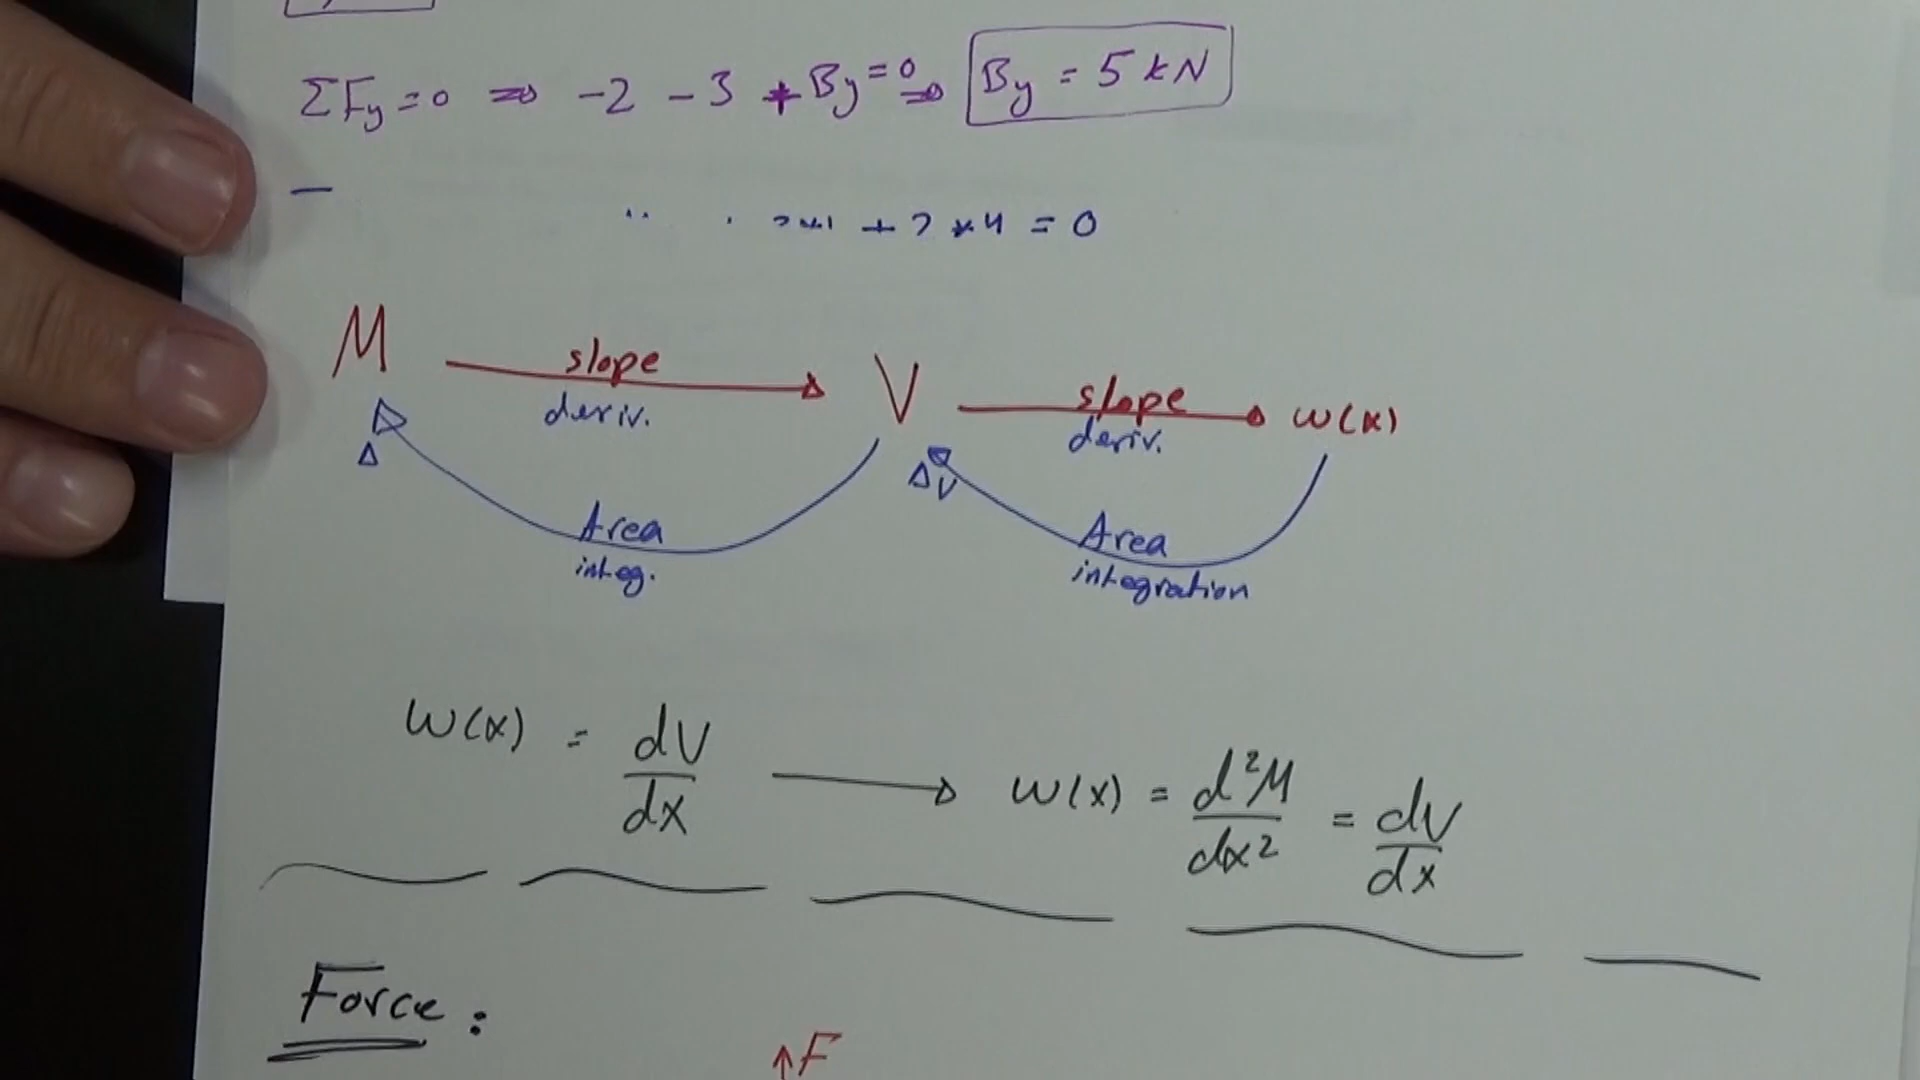 ΣFy = 0 ⇒ -2 - 3 + By = 0 ⇒ By = 5 kN
+ 2 * 4 = 0
M slope V slope w(x)
deriv. deriv.
Δ ΔV
Area Area
integ. integration
w(x) = dV/dx → w(x) = d²M/dx² = dV/dx
Force :
↑F